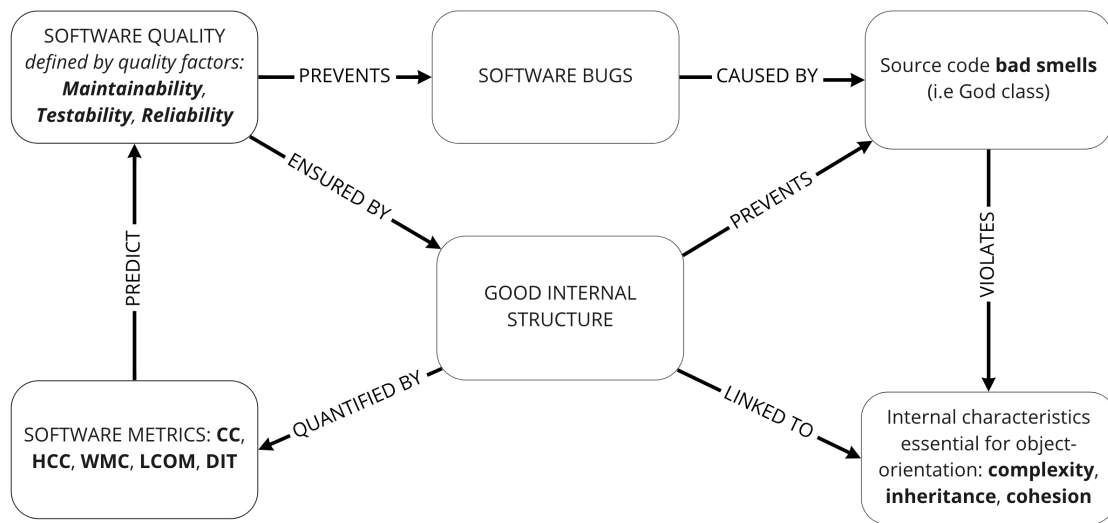 SOFTWARE QUALITY
defined by quality factors:
Maintainability,
Testability, Reliability
PREVENTS
SOFTWARE BUGS
CAUSED BY
Source code bad smells
(i.e God class)
ENSURED BY
PREVENTS
PREDICT
VIOLATES
GOOD INTERNAL
STRUCTURE
QUANTIFIED BY
LINKED TO
SOFTWARE METRICS: CC,
HCC, WMC, LCOM, DIT
Internal characteristics
essential for object-
orientation: complexity,
inheritance, cohesion